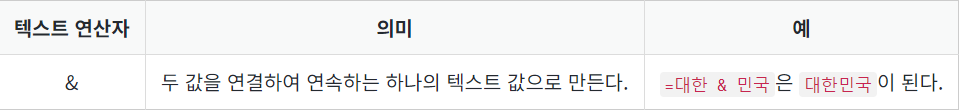 텍스트 연산자 의미 예
& 두 값을 연결하여 연속하는 하나의 텍스트 값으로 만든다. =대한 & 민국은 대한민국이 된다.